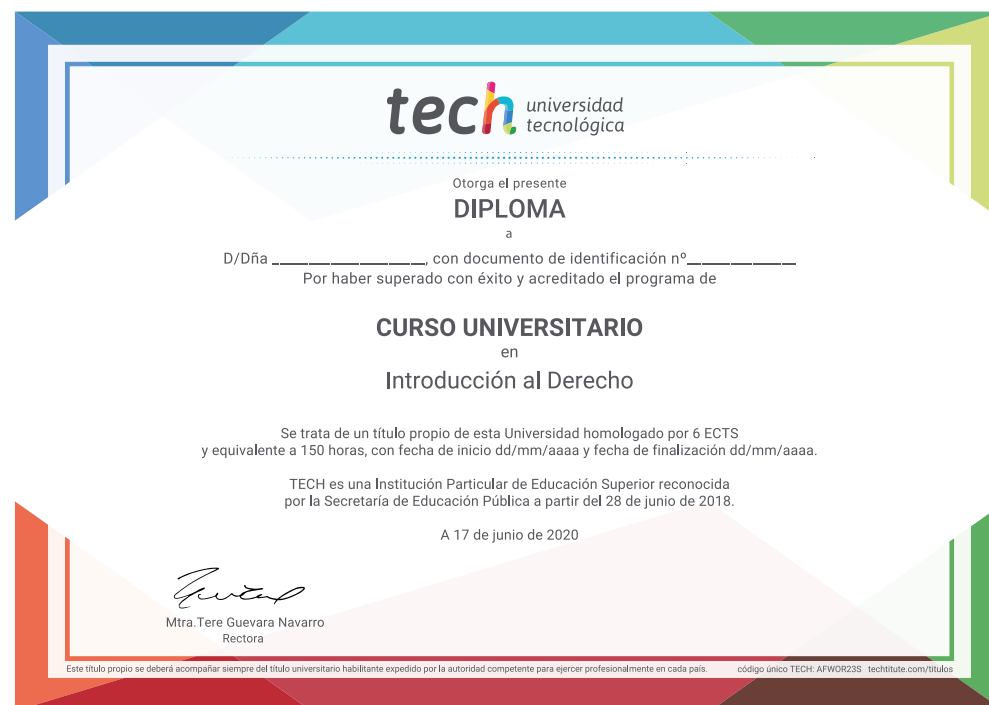 tech universidad
tecnológica
Otorga el presente
DIPLOMA
a
D/Dña ____________________, con documento de identificación nº______________
Por haber superado con éxito y acreditado el programa de
CURSO UNIVERSITARIO
en
Introducción al Derecho
Se trata de un título propio de esta Universidad homologado por 6 ECTS
y equivalente a 150 horas, con fecha de inicio dd/mm/aaaa y fecha de finalización dd/mm/aaaa.
TECH es una Institución Particular de Educación Superior reconocida
por la Secretaría de Educación Pública a partir del 28 de junio de 2018.
A 17 de junio de 2020
Mtra.Tere Guevara Navarro
Rectora
Este título propio se deberá acompañar siempre del título universitario habilitante expedido por la autoridad competente para ejercer profesionalmente en cada país. código único TECH: AFWOR23S techtitute.com/titulos